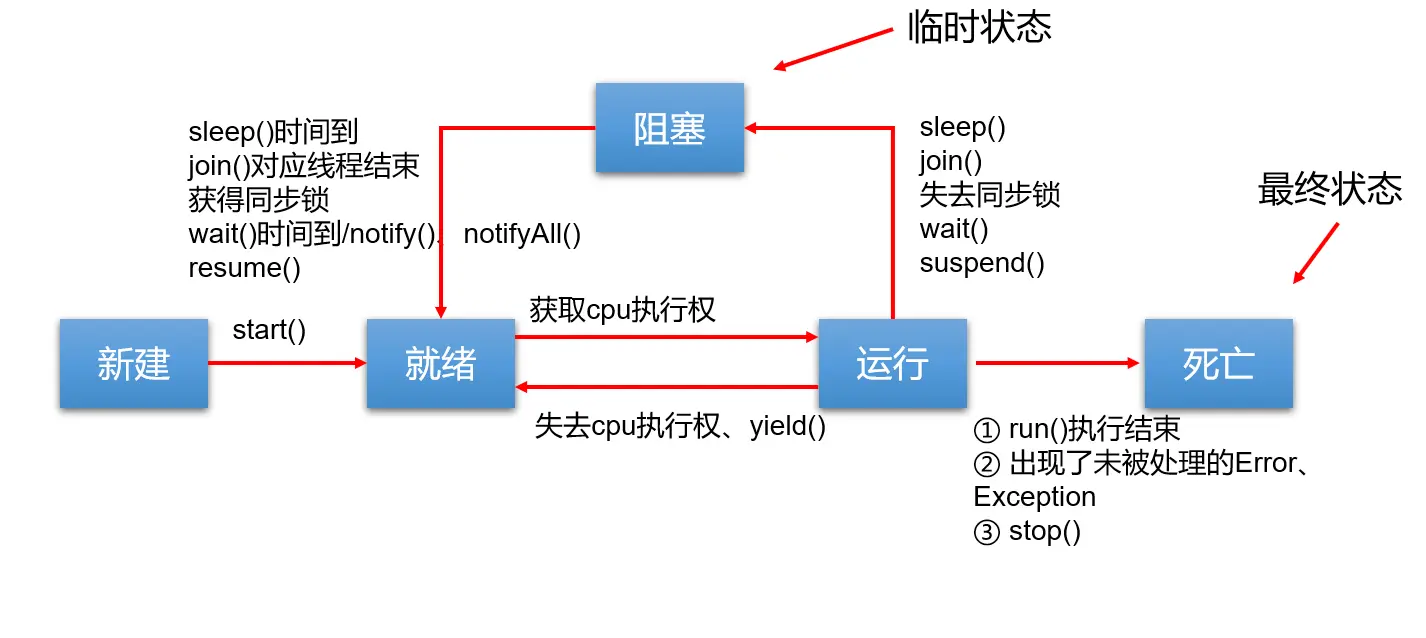 临时状态
阻塞
sleep()时间到
join()对应线程结束
获得同步锁
wait()时间到/notify()、notifyAll()
resume()
sleep()
join()
失去同步锁
wait()
suspend()
最终状态
新建
start()
就绪
获取cpu执行权
失去cpu执行权、yield()
运行
死亡
① run()执行结束
② 出现了未被处理的Error、
Exception
③ stop()